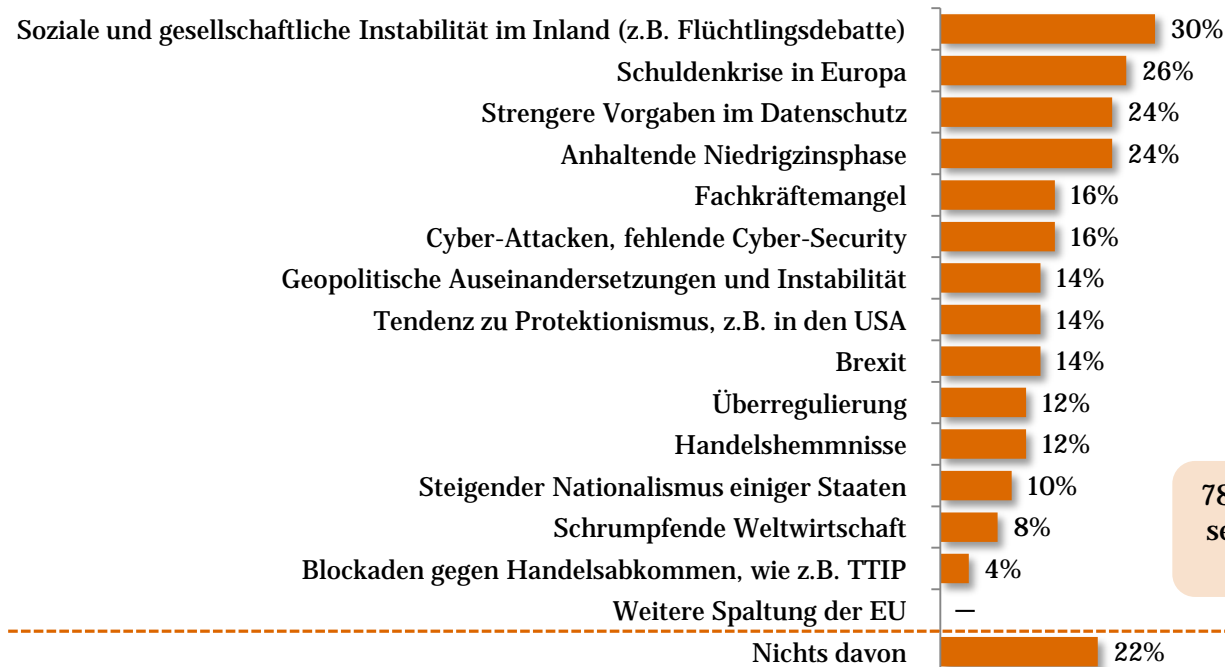 Soziale und gesellschaftliche Instabilität im Inland (z.B. Flüchtlingsdebatte) 30%
Schuldenkrise in Europa 26%
Strengere Vorgaben im Datenschutz 24%
Anhaltende Niedrigzinsphase 24%
Fachkräftemangel 16%
Cyber-Attacken, fehlende Cyber-Security 16%
Geopolitische Auseinandersetzungen und Instabilität 14%
Tendenz zu Protektionismus, z.B. in den USA 14%
Brexit 14%
Überregulierung 12%
Handelshemmnisse 12%
Steigender Nationalismus einiger Staaten 10%
78
se
Schrumpfende Weltwirtschaft 8%
Blockaden gegen Handelsabkommen, wie z.B. TTIP 4%
Weitere Spaltung der EU –
Nichts davon 22%